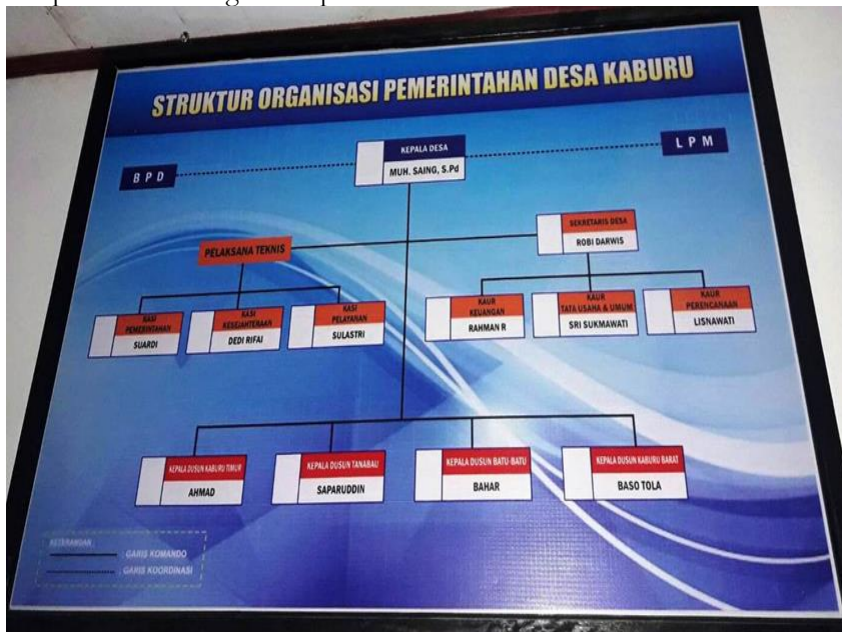 STRUKTUR ORGANISASI PEMERINTAHAN DESA KABURU
KEPALA DESA
MUH. SAING, S.Pd
B P D
L P M
SEKRETARIS DESA
ROBI DARWIS
PELAKSANA TEKNIS
KASI
PEMERINTAHAN
SUARDI
KASI
KESEJAHTERAAN
DEDI RIFAI
KASI
PELAYANAN
SULASTRI
KAUR
KEUANGAN
RAHMAN R
KAUR
TATA USAHA & UMUM
SRI SUKMAWATI
KAUR
PERENCANAAN
LISNAWATI
KEPALA DUSUN KABURU TIMUR
AHMAD
KEPALA DUSUN TANABAU
SAPARUDDIN
KEPALA DUSUN BATU-BATU
BAHAR
KEPALA DUSUN KABURU BARAT
BASO TOLA
KETERANGAN :
: GARIS KOMANDO
: GARIS KOORDINASI